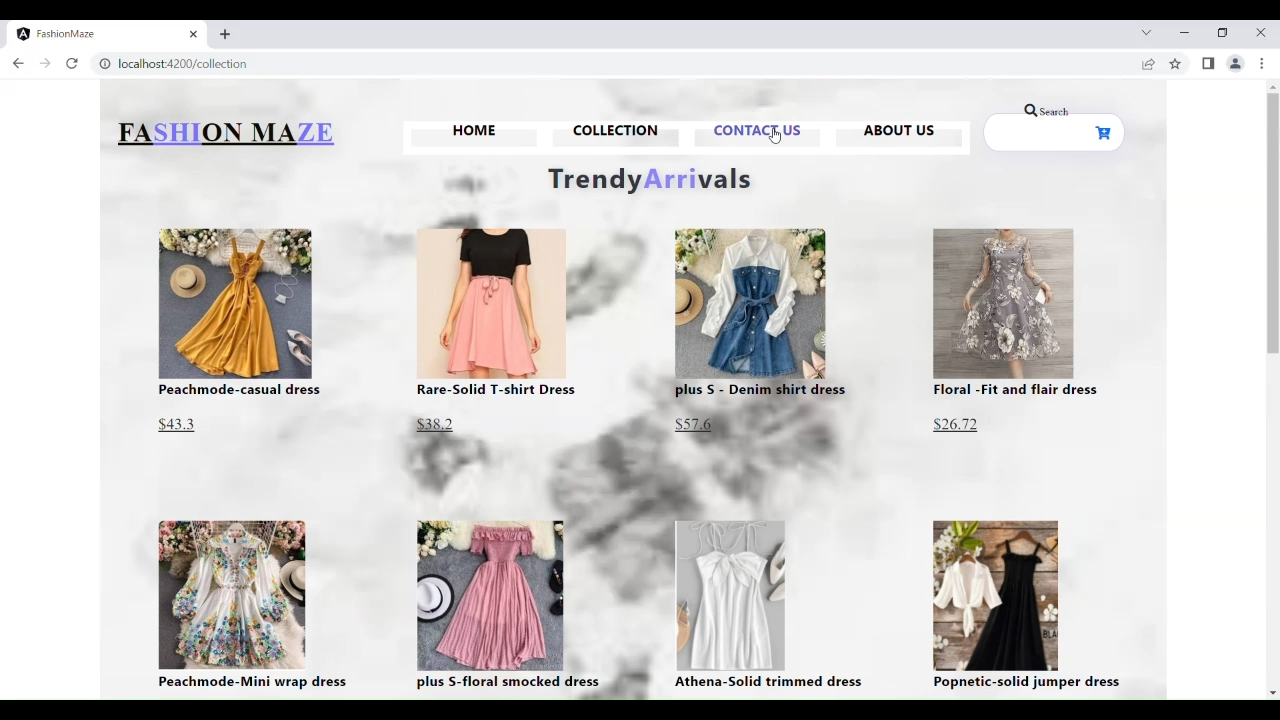 FashionMaze
localhost:4200/collection
Search
FASHION MAZE
HOME
COLLECTION
CONTACT US
ABOUT US
TrendyArrivals
Peachmode-casual dress
Rare-Solid T-shirt Dress
plus S - Denim shirt dress
Floral -Fit and flair dress
$43.3
$38.2
$57.6
$26.72
Peachmode-Mini wrap dress
plus S-floral smocked dress
Athena-Solid trimmed dress
Popnetic-solid jumper dress